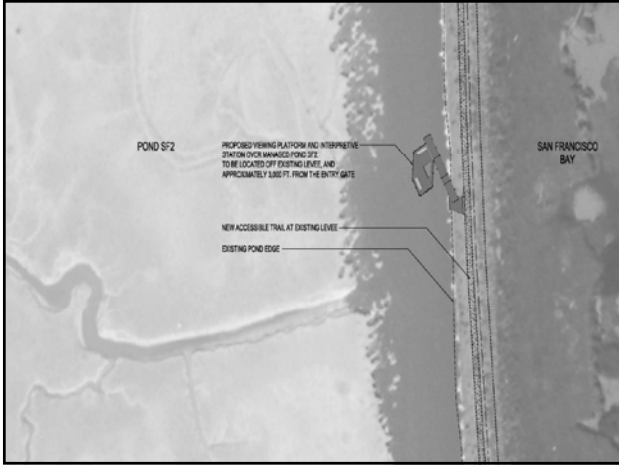 POND SF2
PROPOSED VIEWING PLATFORM AND INTERPRETIVE
STATION OVER MANAGED POND SF2.
TO BE LOCATED OFF EXISTING LEVEE, AND
APPROXIMATELY 3,000 FT. FROM THE ENTRY GATE
SAN FRANCISCO
BAY
NEW ACCESSIBLE TRAIL AT EXISTING LEVEE
EXISTING POND EDGE